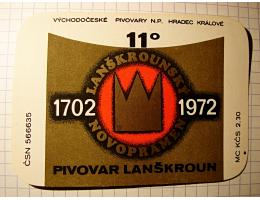 VÝCHODOČESKÉ PIVOVARY N.P. HRADEC KRÁLOVÉ
11°
LANŠKROUNSKÝ
1702 1972
NOVOPRAMEN
PIVOVAR LANŠKROUN
ČSN 566635
MC KČS 2.30